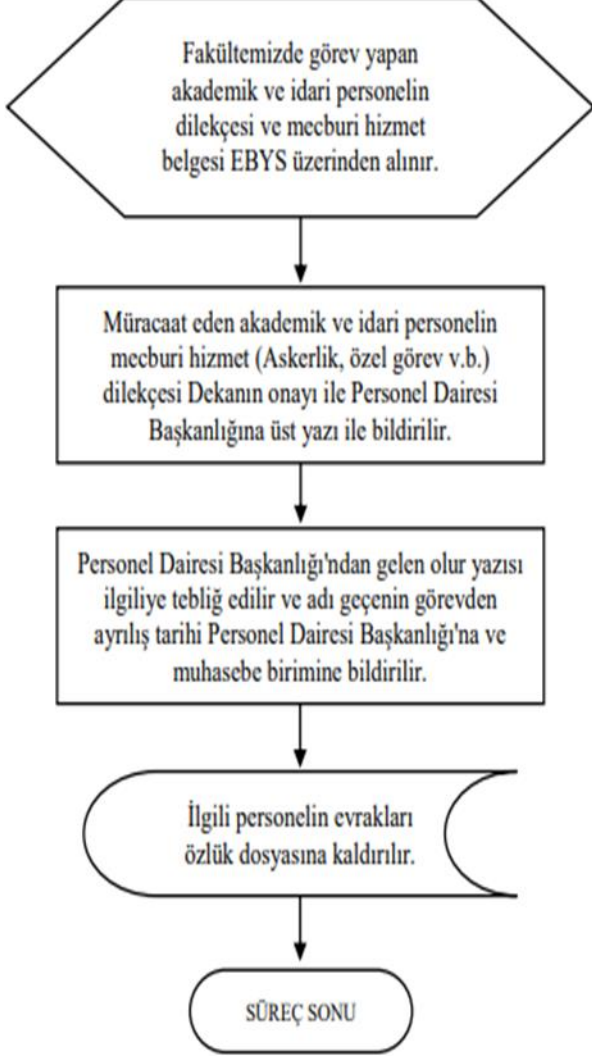 Fakültemizde görev yapan
akademik ve idari personelin
dilekçesi ve mecburi hizmet
belgesi EBYS üzerinden alınır.
Müracaat eden akademik ve idari personelin
mecburi hizmet (Askerlik, özel görev v.b.)
dilekçesi Dekanın onayı ile Personel Dairesi
Başkanlığına üst yazı ile bildirilir.
Personel Dairesi Başkanlığı'ndan gelen olur yazısı
ilgiliye tebliğ edilir ve adı geçenin görevden
ayrılış tarihi Personel Dairesi Başkanlığı'na ve
muhasebe birimine bildirilir.
İlgili personelin evrakları
özlük dosyasına kaldırılır.
SÜREÇ SONU